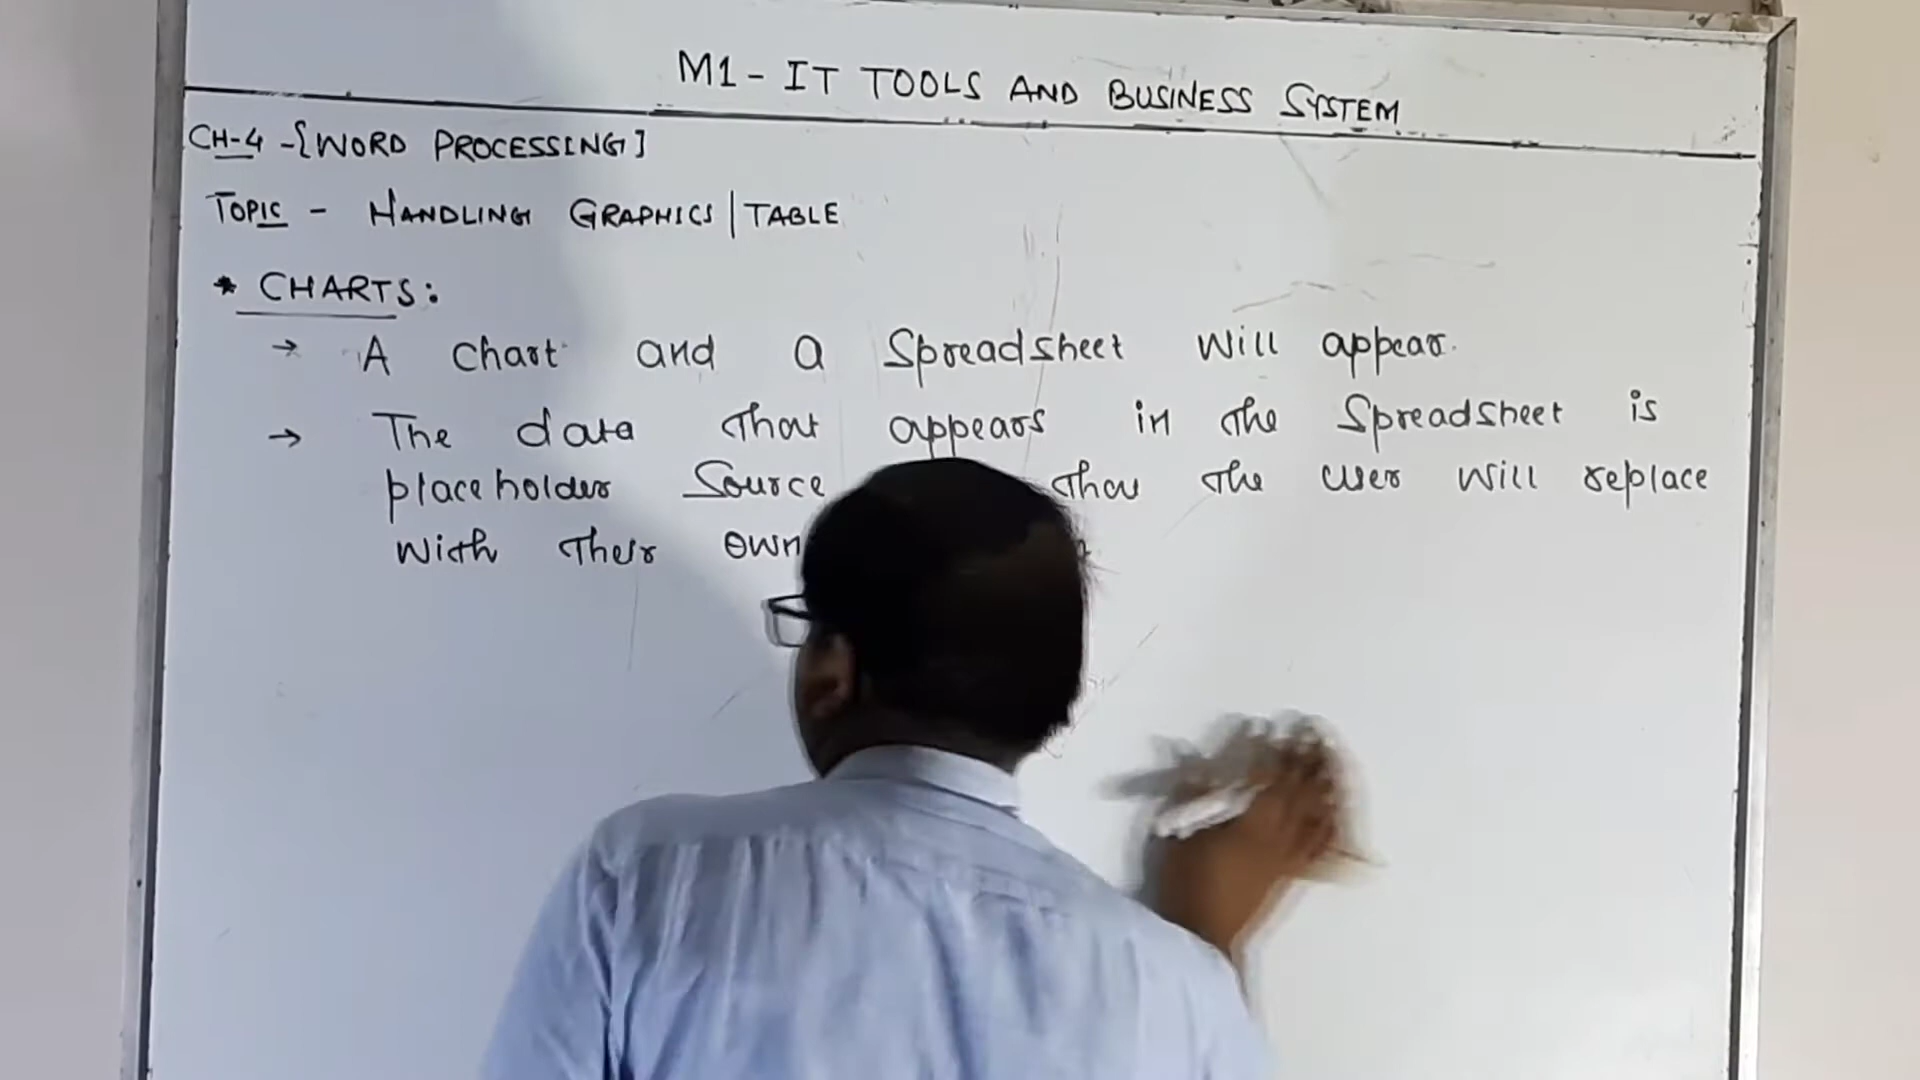 M1 - IT TOOLS AND BUSINESS SYSTEM
CH-4 -[WORD PROCESSING]
TOPIC - HANDLING GRAPHICS | TABLE
* CHARTS:
→ A chart and a Spreadsheet will appear.
→ The data that appears in the Spreadsheet is
placeholder Source that the user will replace
with their own